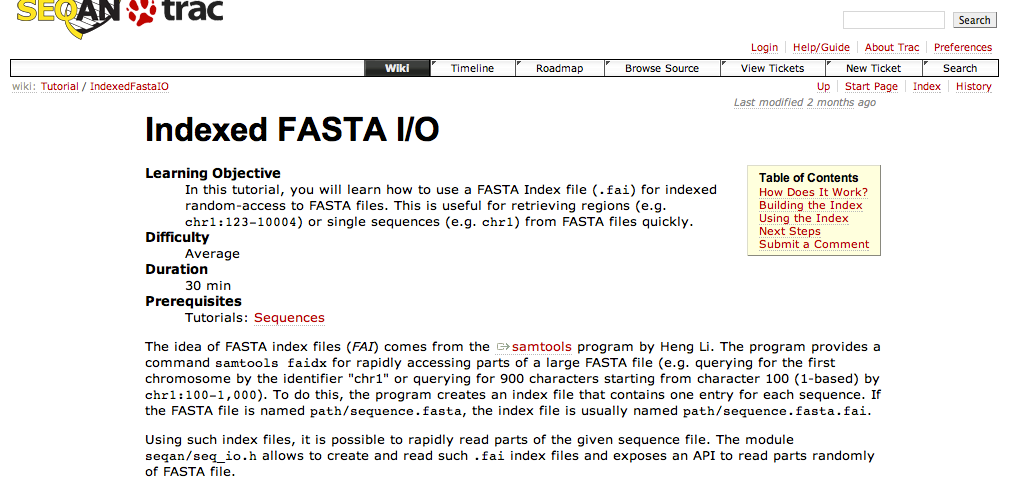 SEQAN trac
Search
Login Help/Guide About Trac Preferences
Wiki Timeline Roadmap Browse Source View Tickets New Ticket Search
wiki: Tutorial / IndexedFastaIO
Up Start Page Index History
Last modified 2 months ago
Indexed FASTA I/O
Learning Objective
In this tutorial, you will learn how to use a FASTA Index file (.fai) for indexed
random-access to FASTA files. This is useful for retrieving regions (e.g.
chr1:123-10004) or single sequences (e.g. chr1) from FASTA files quickly.
Difficulty
Average
Duration
30 min
Prerequisites
Tutorials: Sequences
Table of Contents
How Does It Work?
Building the Index
Using the Index
Next Steps
Submit a Comment
The idea of FASTA index files (FAI) comes from the samtools program by Heng Li. The program provides a
command samtools faidx for rapidly accessing parts of a large FASTA file (e.g. querying for the first
chromosome by the identifier "chr1" or querying for 900 characters starting from character 100 (1-based) by
chr1:100-1,000). To do this, the program creates an index file that contains one entry for each sequence. If
the FASTA file is named path/sequence.fasta, the index file is usually named path/sequence.fasta.fai.
Using such index files, it is possible to rapidly read parts of the given sequence file. The module
seqan/seq_io.h allows to create and read such .fai index files and exposes an API to read parts randomly
of FASTA file.